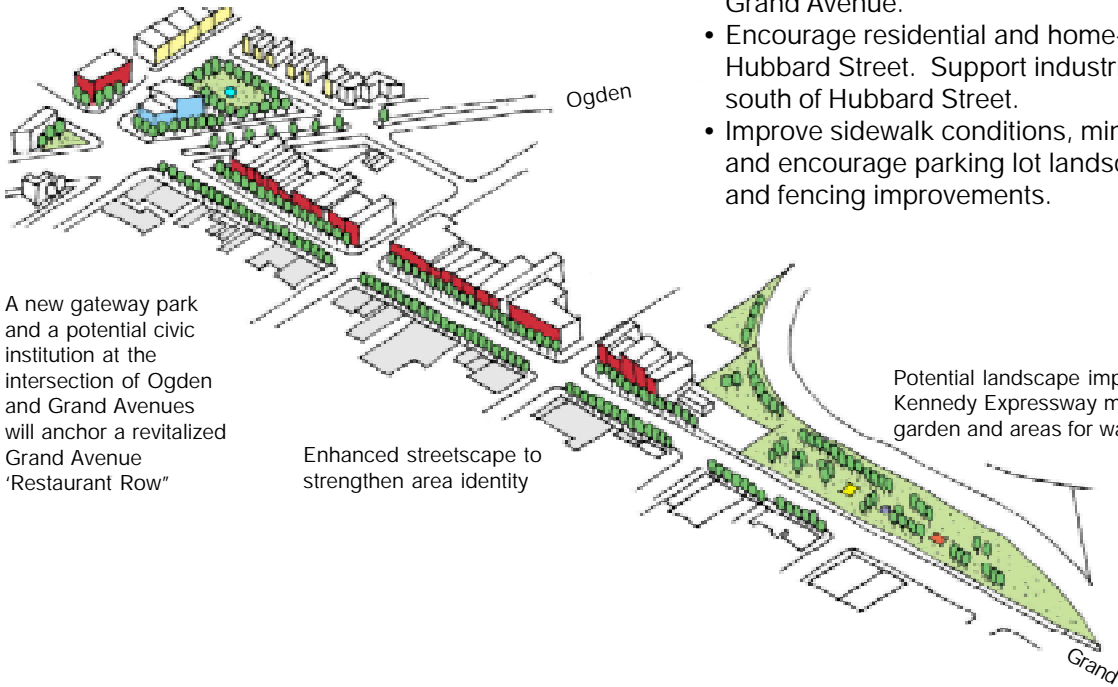 Grand Avenue.
• Encourage residential and home-
Hubbard Street. Support industr
south of Hubbard Street.
• Improve sidewalk conditions, min
and encourage parking lot landsc
and fencing improvements.
Ogden
A new gateway park
and a potential civic
institution at the
intersection of Ogden
and Grand Avenues
will anchor a revitalized
Grand Avenue
‘Restaurant Row”
Enhanced streetscape to
strengthen area identity
Potential landscape imp
Kennedy Expressway m
garden and areas for wa
Grand